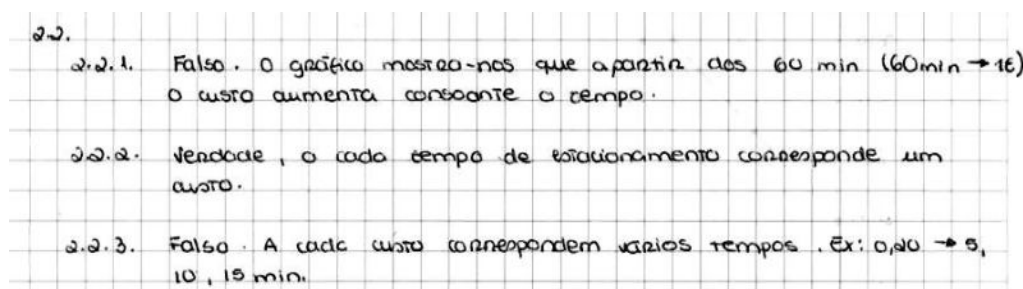 2.2.
2.2.1. Falso. O gráfico mostra-nos que apartir dos 60 min (60min → 1€)
o custo aumenta consoante o tempo.
2.2.2. Verdade, a cada tempo de estacionamento corresponde um
custo.
2.2.3. Falso. A cada custo correspondem vários tempos. Ex: 0,20 → 5,
10, 15 min.